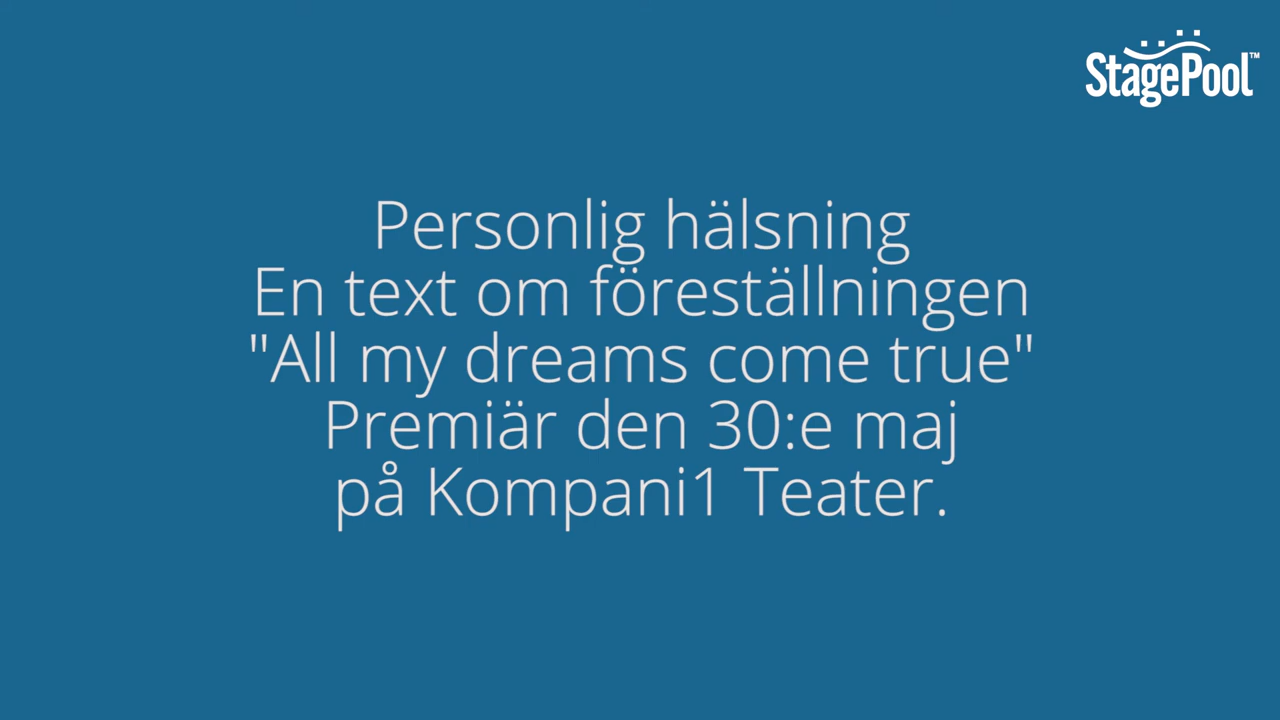 StagePool™
Personlig hälsning
En text om föreställningen
"All my dreams come true"
Premiär den 30:e maj
på Kompani1 Teater.